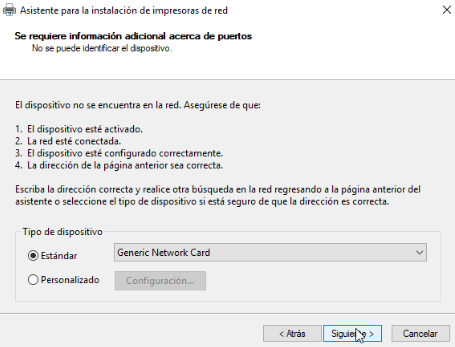 Asistente para la instalación de impresoras de red
Se requiere información adicional acerca de puertos
No se puede identificar el dispositivo.
El dispositivo no se encuentra en la red. Asegúrese de que:
1. El dispositivo esté activado.
2. La red esté conectada.
3. El dispositivo esté configurado correctamente.
4. La dirección de la página anterior sea correcta.
Escriba la dirección correcta y realice otra búsqueda en la red regresando a la página anterior del
asistente o seleccione el tipo de dispositivo si está seguro de que la dirección es correcta.
Tipo de dispositivo
Estándar
Generic Network Card
Personalizado
Configuración...
< Atrás
Siguiente >
Cancelar